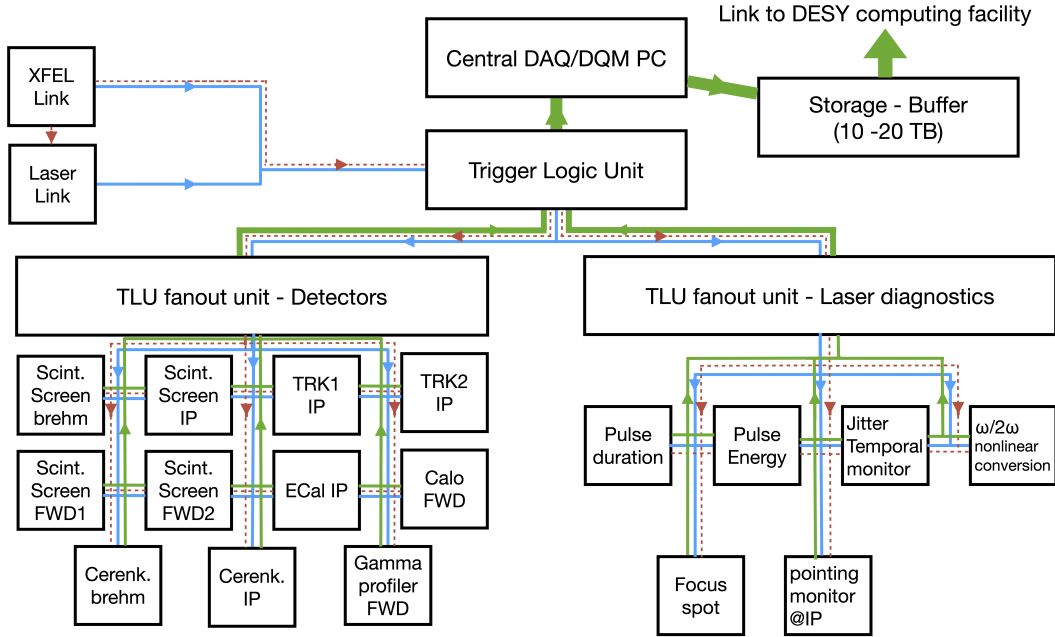 Link to DESY computing facility
Central DAQ/DQM PC
XFEL
Link
Storage - Buffer
(10 -20 TB)
Laser
Link
Trigger Logic Unit
TLU fanout unit - Detectors
TLU fanout unit - Laser diagnostics
Scint.
Screen
brehm
Scint.
Screen
IP
TRK1
IP
TRK2
IP
Pulse
duration
Pulse
Energy
Jitter
Temporal
monitor
ω/2ω
nonlinear
conversion
Scint.
Screen
FWD1
Scint.
Screen
FWD2
ECal IP
Calo
FWD
Cerenk.
brehm
Cerenk.
IP
Gamma
profiler
FWD
Focus
spot
pointing
monitor
@IP